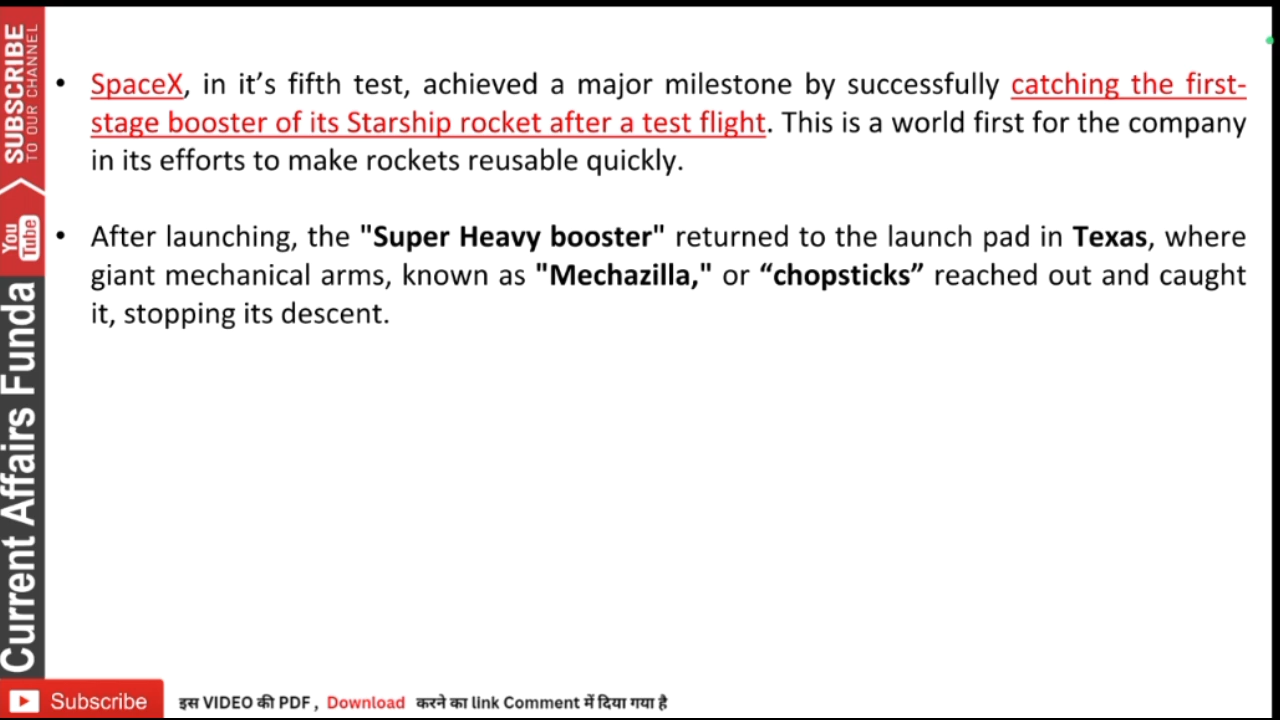 SUBSCRIBE
TO OUR CHANNEL
You
Tube
Current Affairs Funda
• SpaceX, in it’s fifth test, achieved a major milestone by successfully catching the first-
stage booster of its Starship rocket after a test flight. This is a world first for the company
in its efforts to make rockets reusable quickly.
• After launching, the "Super Heavy booster" returned to the launch pad in Texas, where
giant mechanical arms, known as "Mechazilla," or “chopsticks” reached out and caught
it, stopping its descent.
Subscribe इस VIDEO की PDF , Download करने का link Comment में दिया गया है